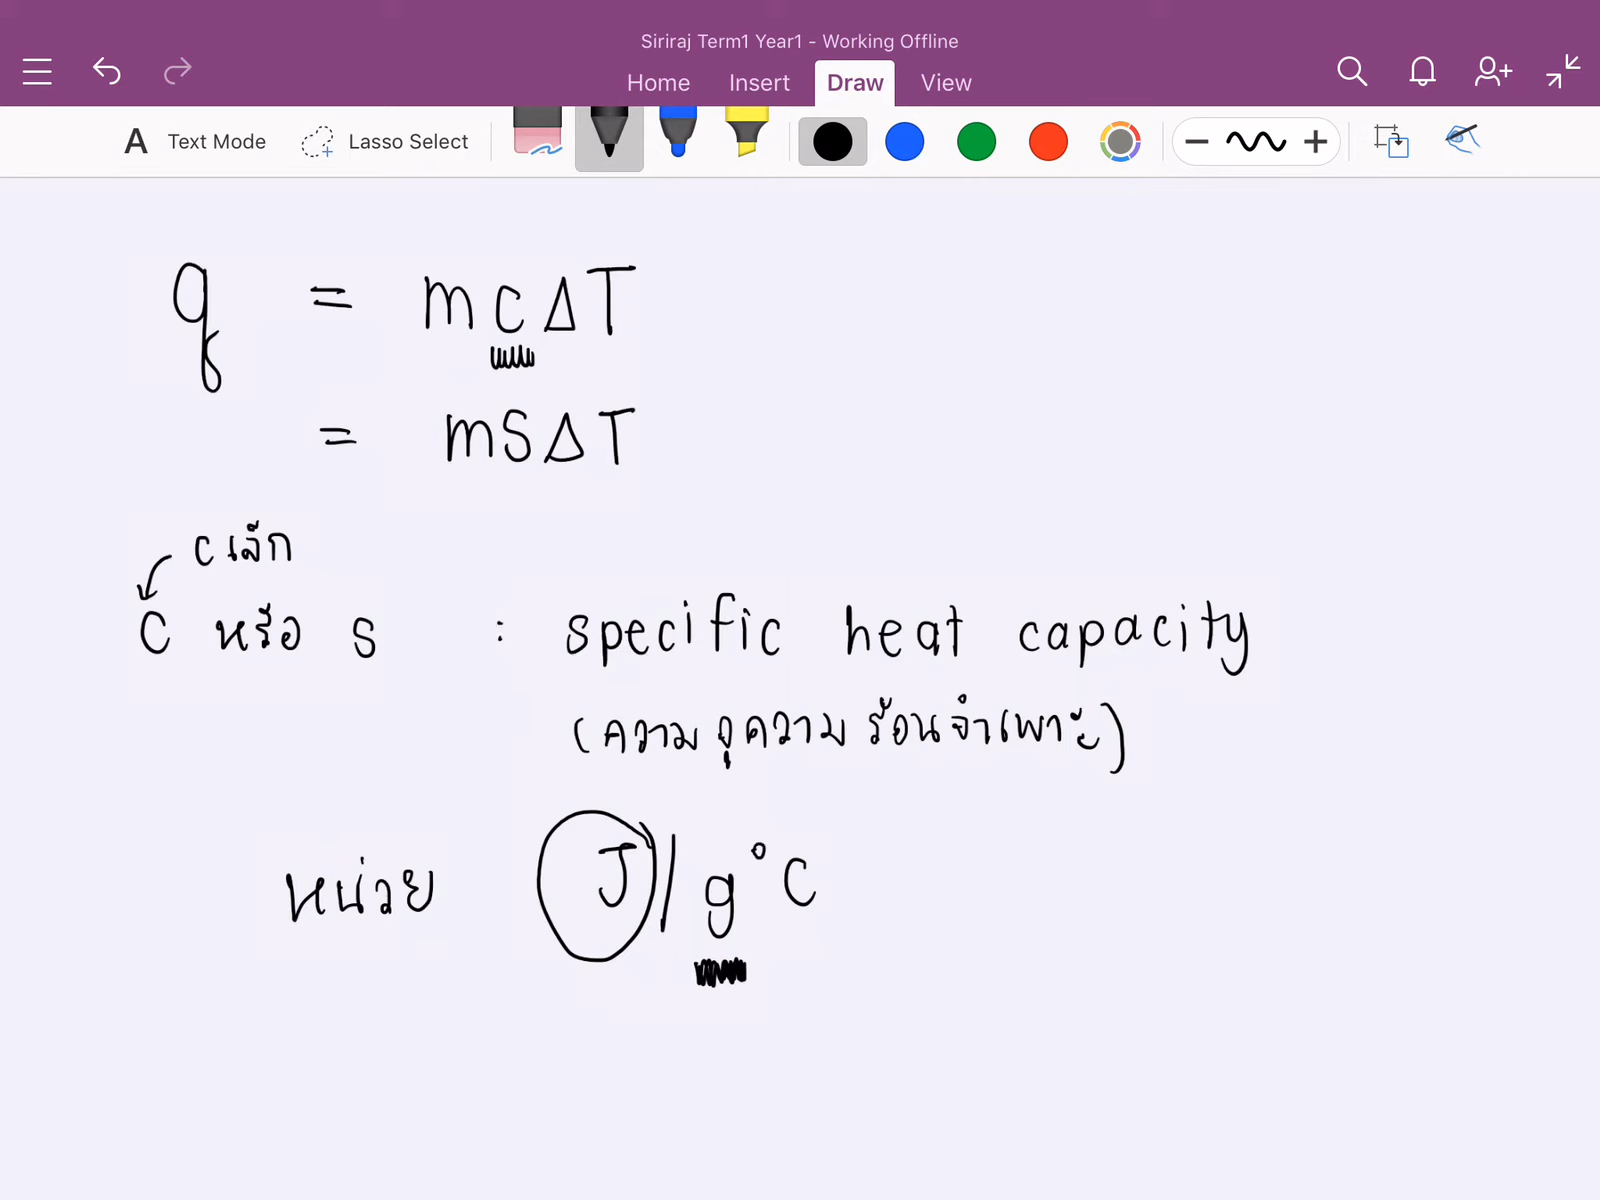 Siriraj Term1 Year1 - Working Offline
Home Insert Draw View
A Text Mode Lasso Select
q = mcΔT
= msΔT
c เล็ก
c หรือ s : specific heat capacity
(ความจุความร้อนจำเพาะ)
หน่วย J/g°C